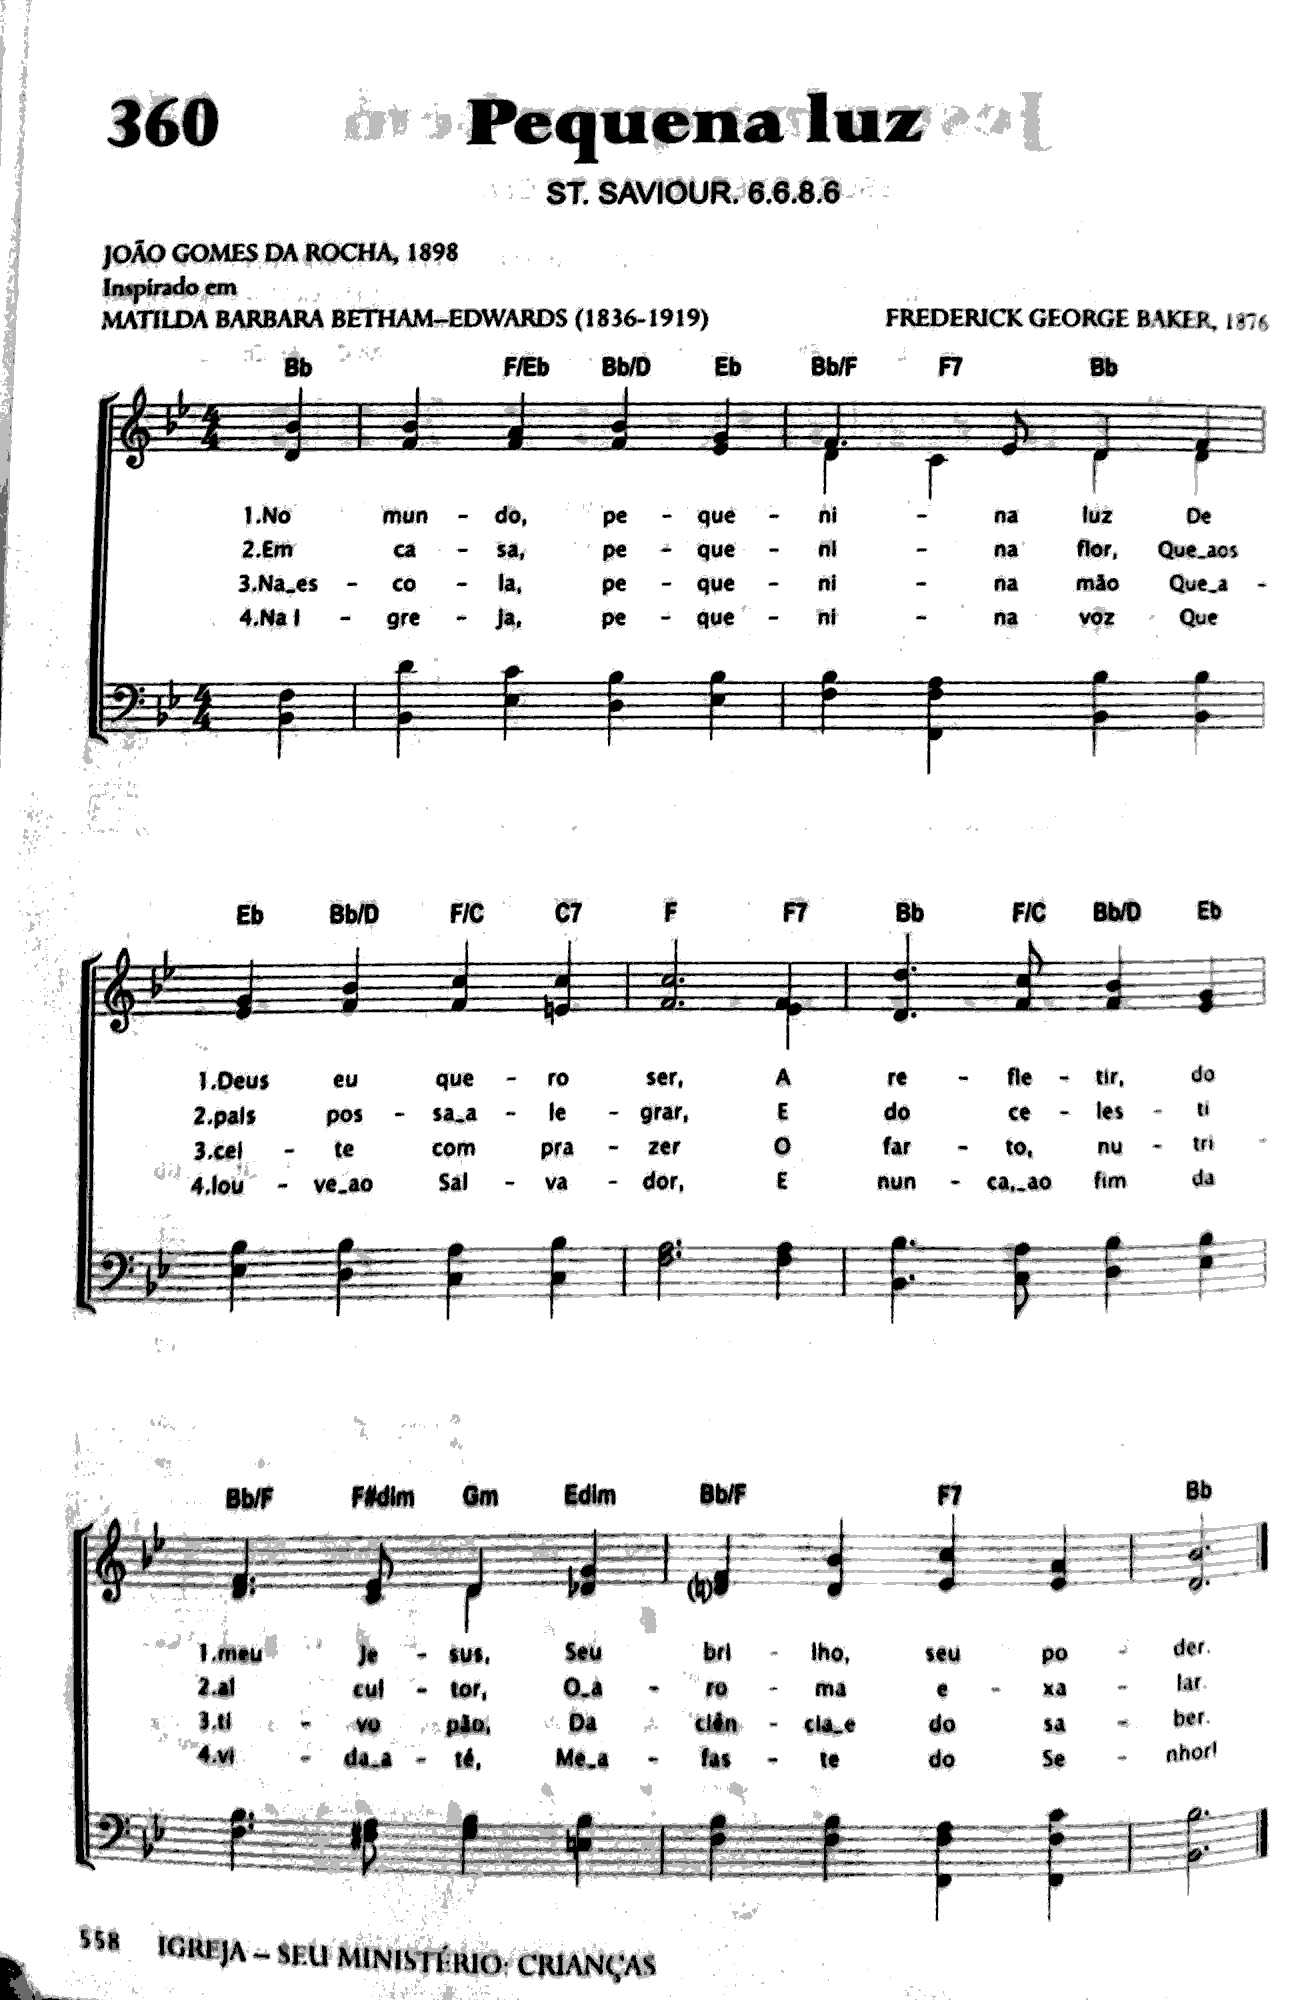 360 Pequena luz
ST. SAVIOUR. 6.6.8.6
JOÃO GOMES DA ROCHA, 1898
Inspirado em
MATILDA BARBARA BETHAM–EDWARDS (1836-1919) FREDERICK GEORGE BAKER, 1876
Bb F/Eb Bb/D Eb Bb/F F7 Bb
1.No mun - do, pe - que - ni - na luz De
2.Em ca - sa, pe - que - ni - na flor, Que_aos
3.Na_es - co - la, pe - que - ni - na mão Que_a -
4.Na I - gre - ja, pe - que - ni - na voz Que
Eb Bb/D F/C C7 F F7 Bb F/C Bb/D Eb
1.Deus eu que - ro ser, A re - fle - tir, do
2.pais pos - sa_a - le - grar, E do ce - les - ti
3.cei - te com pra - zer O far - to, nu - tri -
4.lou - ve_ao Sal - va - dor, E nun - ca,_ao fim da
Bb/F F#dim Gm Edim Bb/F F7 Bb
1.meu Je - sus, Seu bri - lho, seu po - der.
2.al cul - tor, O_a - ro - ma e - xa - lar.
3.ti - vo pão, Da ciên - cia_e do sa - ber.
4.vi - da_a - té, Me_a - fas - te do Se - nhor!
558 IGREJA – SEU MINISTÉRIO: CRIANÇAS